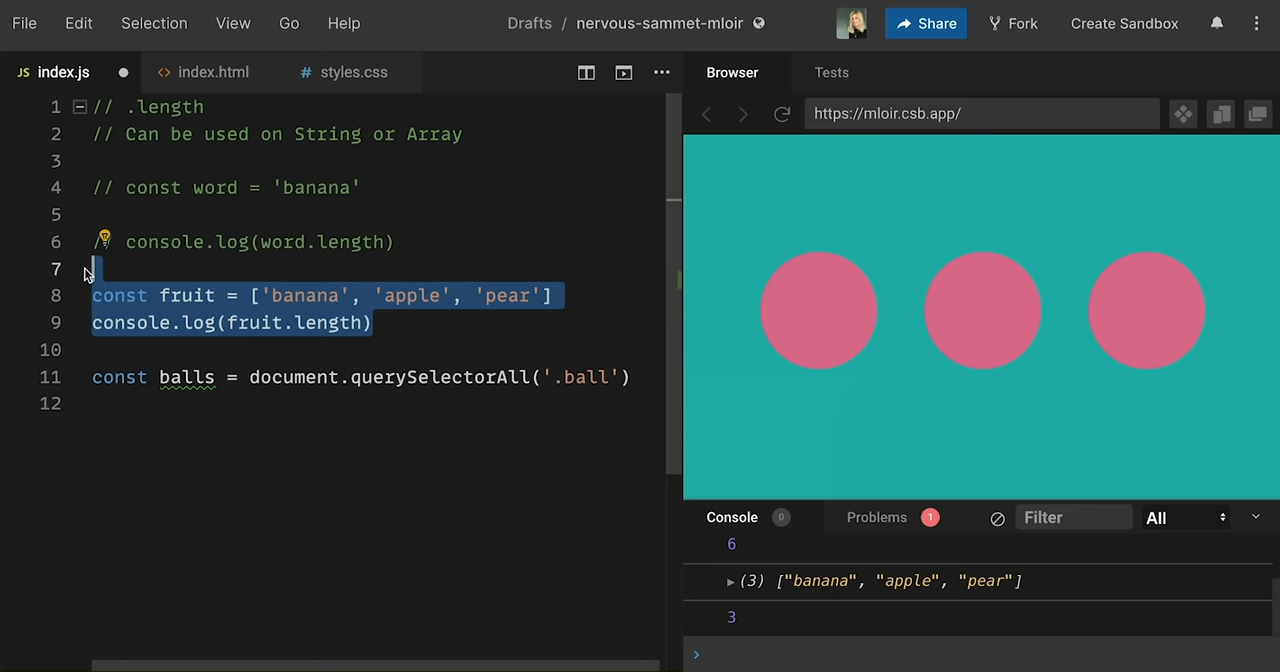 File Edit Selection View Go Help Drafts / nervous-sammet-mloir Share Fork Create Sandbox
JS index.js <> index.html # styles.css ••• Browser Tests
https://mloir.csb.app/
1 // .length
2 // Can be used on String or Array
3
4 // const word = 'banana'
5
6 // console.log(word.length)
7
8 const fruit = ['banana', 'apple', 'pear']
9 console.log(fruit.length)
10
11 const balls = document.querySelectorAll('.ball')
12
Console 0 Problems 1 Filter All
6
(3) ["banana", "apple", "pear"]
3
›